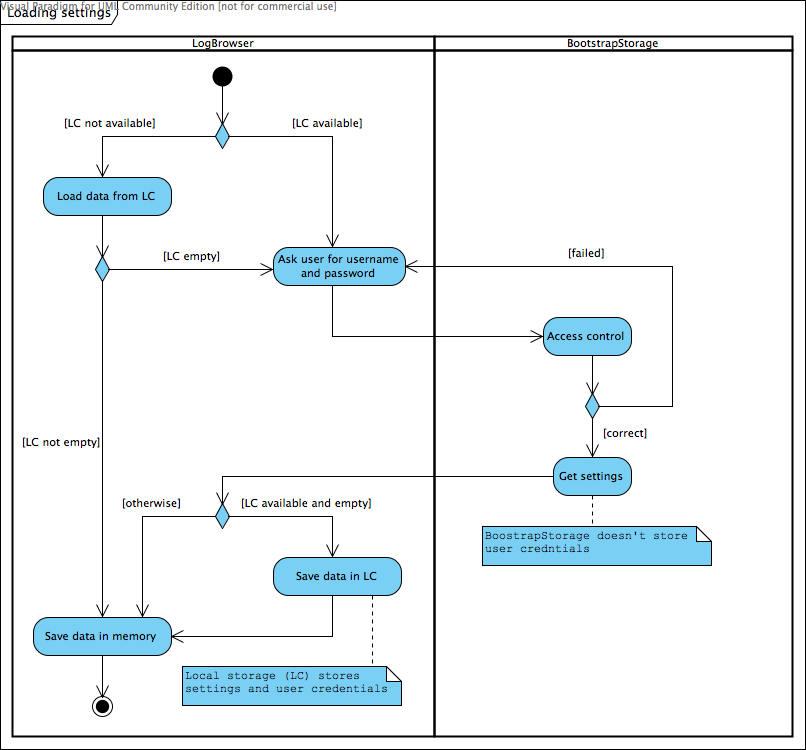 Visual Paradigm for UML Community Edition [not for commercial use]
Loading settings
LogBrowser
BootstrapStorage
[LC not available]
[LC available]
Load data from LC
[LC empty]
Ask user for username
and password
[failed]
Access control
[correct]
[LC not empty]
Get settings
[otherwise]
[LC available and empty]
BoostrapStorage doesn't store
user credntials
Save data in LC
Save data in memory
Local storage (LC) stores
settings and user credentials